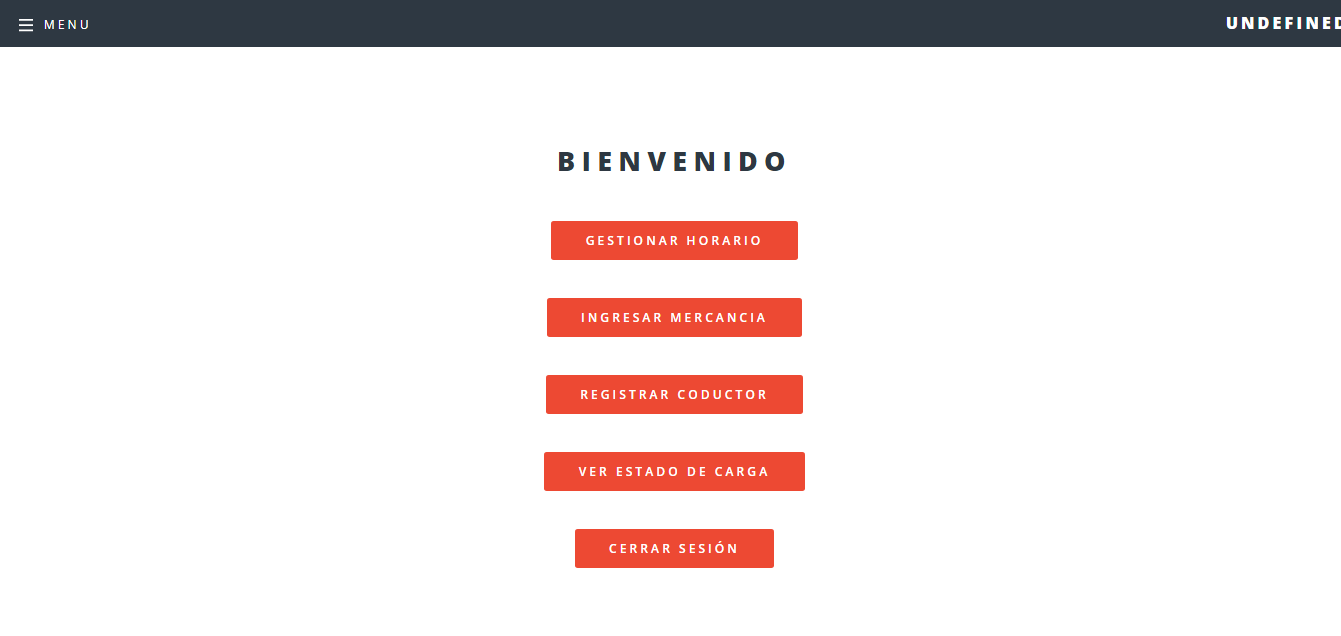 MENU
UNDEFINED
BIENVENIDO
GESTIONAR HORARIO
INGRESAR MERCANCIA
REGISTRAR CODUCTOR
VER ESTADO DE CARGA
CERRAR SESIÓN